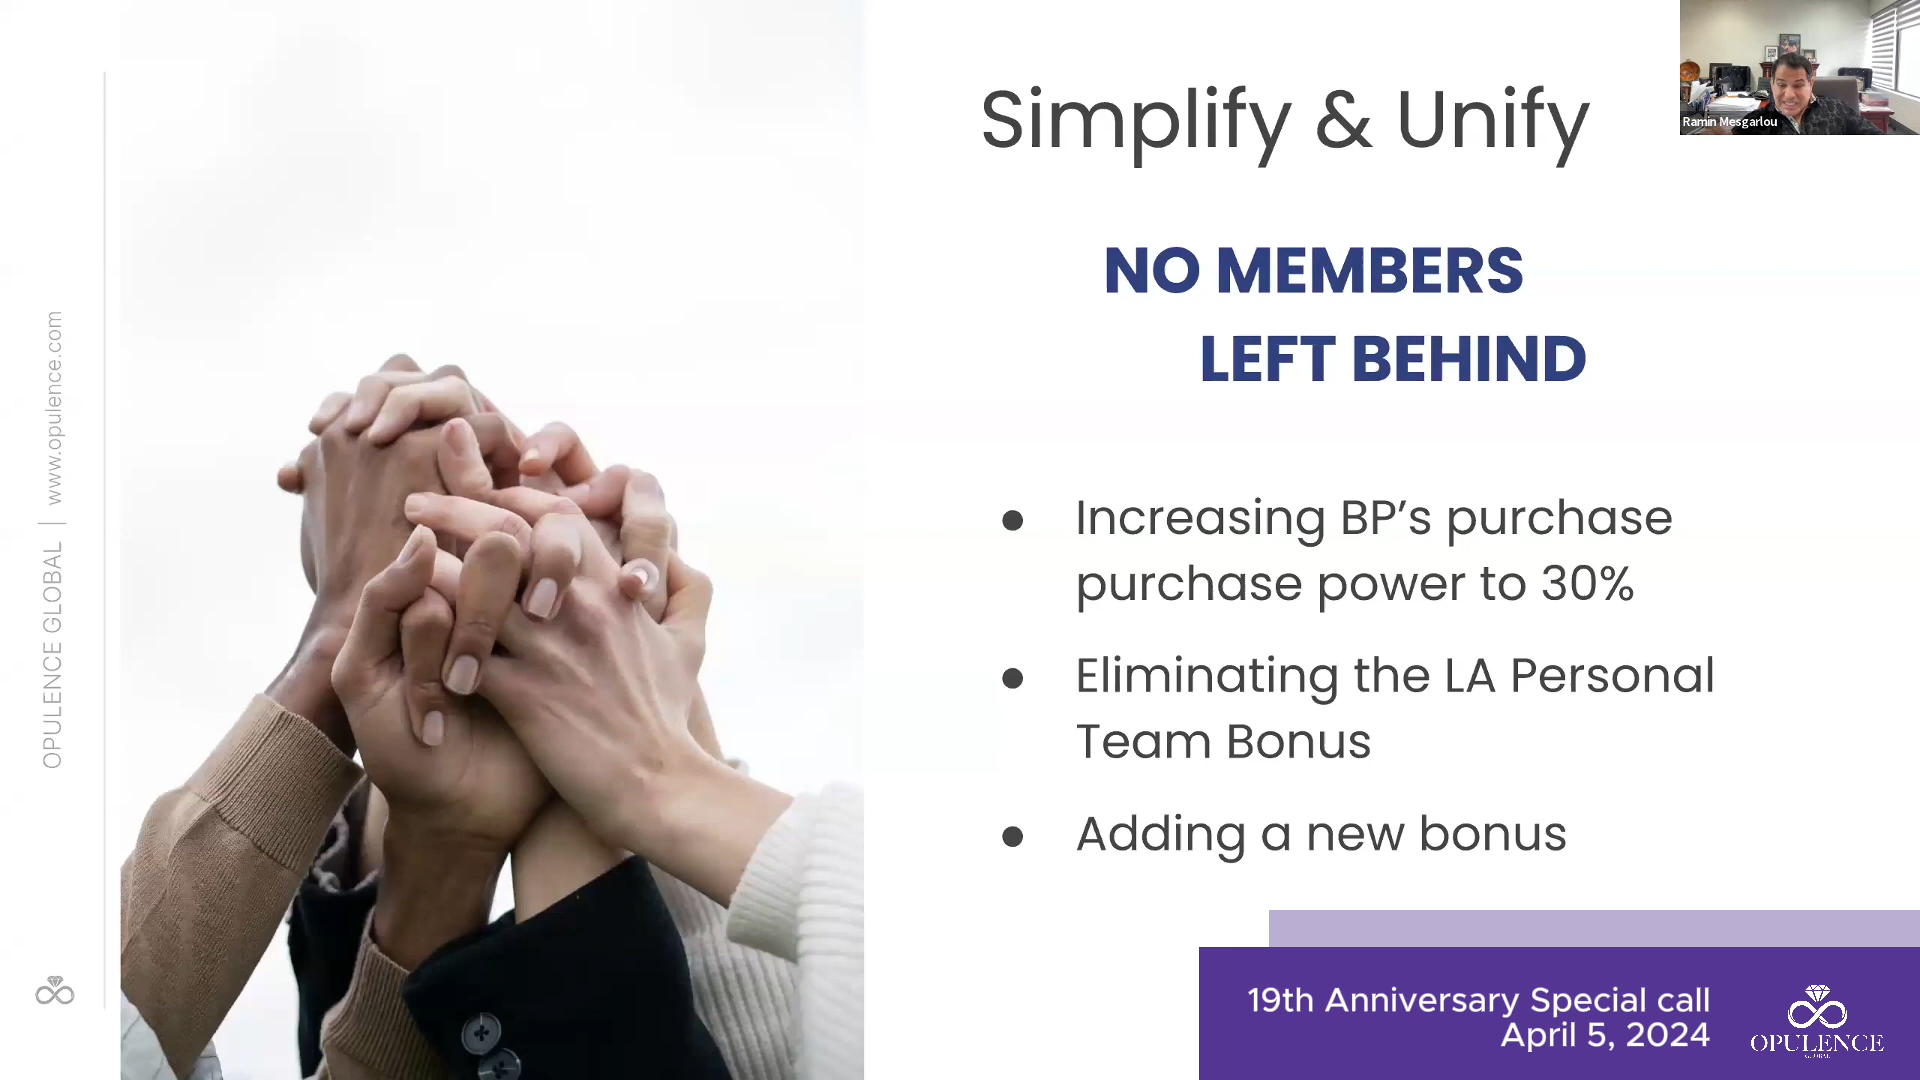 Simplify & Unify
Ramin Mesgarlou
NO MEMBERS
LEFT BEHIND
OPULENCE GLOBAL | www.opulence.com
● Increasing BP’s purchase
purchase power to 30%
● Eliminating the LA Personal
Team Bonus
● Adding a new bonus
19th Anniversary Special call
April 5, 2024
OPULENCE
GLOBAL